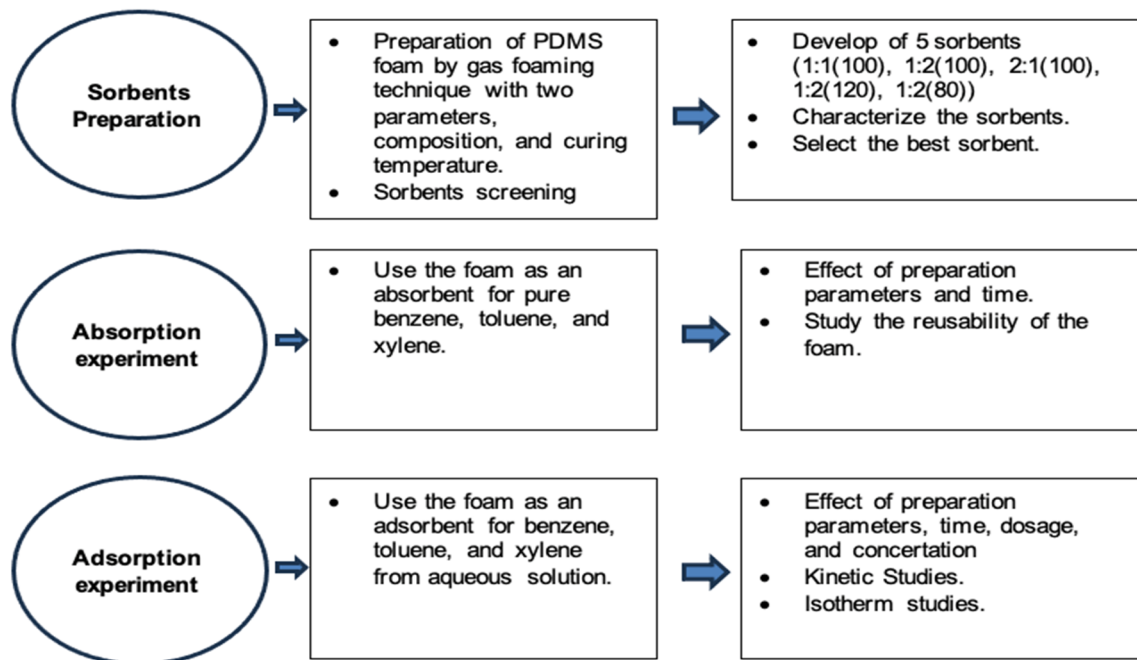 Sorbents
Preparation
• Preparation of PDMS
foam by gas foaming
technique with two
parameters,
composition, and curing
temperature.
• Sorbents screening
• Develop of 5 sorbents
(1:1(100), 1:2(100), 2:1(100),
1:2(120), 1:2(80))
• Characterize the sorbents.
• Select the best sorbent.
Absorption
experiment
• Use the foam as an
absorbent for pure
benzene, toluene, and
xylene.
• Effect of preparation
parameters and time.
• Study the reusability of the
foam.
Adsorption
experiment
• Use the foam as an
adsorbent for benzene,
toluene, and xylene
from aqueous solution.
• Effect of preparation
parameters, time, dosage,
and concertation
• Kinetic Studies.
• Isotherm studies.